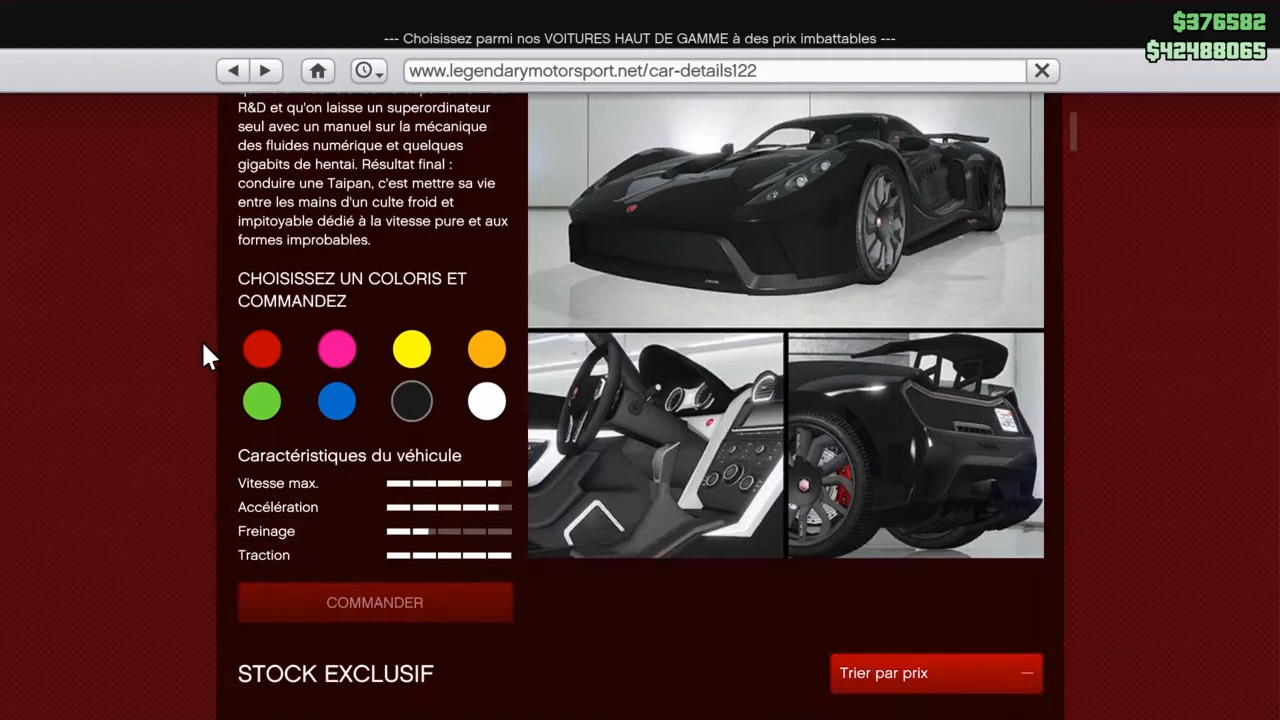 $376582
--- Choisissez parmi nos VOITURES HAUT DE GAMME à des prix imbattables ---
$42488065
www.legendarymotorsport.net/car-details122
R&D et qu'on laisse un superordinateur
seul avec un manuel sur la mécanique
des fluides numérique et quelques
gigabits de hentai. Résultat final :
conduire une Taipan, c'est mettre sa vie
entre les mains d'un culte froid et
impitoyable dédié à la vitesse pure et aux
formes improbables.
CHOISISSEZ UN COLORIS ET
COMMANDEZ
Caractéristiques du véhicule
Vitesse max.
Accélération
Freinage
Traction
COMMANDER
STOCK EXCLUSIF
Trier par prix